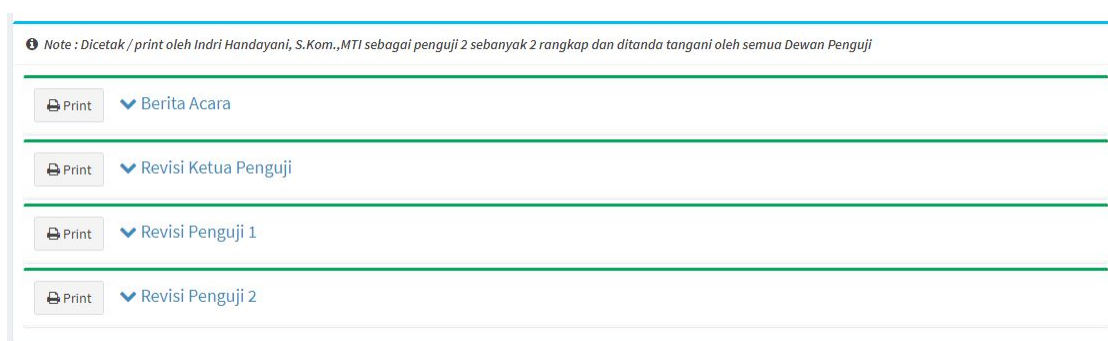 Note : Dicetak / print oleh Indri Handayani, S.Kom.,MTI sebagai penguji 2 sebanyak 2 rangkap dan ditanda tangani oleh semua Dewan Penguji
Print Berita Acara
Print Revisi Ketua Penguji
Print Revisi Penguji 1
Print Revisi Penguji 2